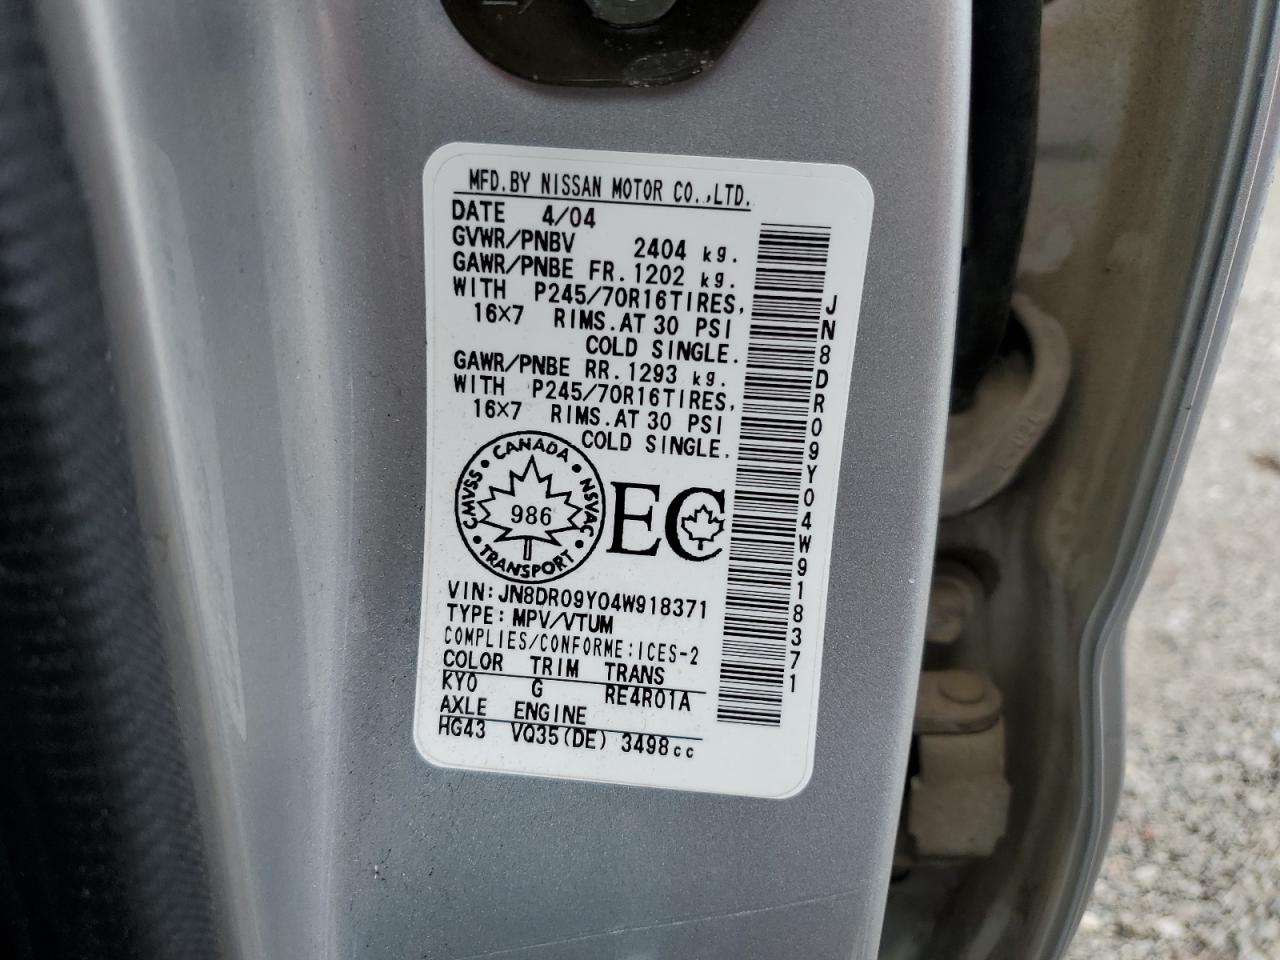 MFD.BY NISSAN MOTOR CO.,LTD.
DATE 4/04
GVWR/PNBV 2404 kg.
GAWR/PNBE FR.1202 kg.
WITH P245/70R16TIRES,
16×7 RIMS.AT 30 PSI
COLD SINGLE.
GAWR/PNBE RR.1293 kg.
WITH P245/70R16TIRES,
16×7 RIMS.AT 30 PSI
COLD SINGLE.
CANADA
CMVSS • NSVAC
986
TRANSPORT
EC
VIN:JN8DR09Y04W918371
TYPE:MPV/VTUM
COMPLIES/CONFORME:ICES-2
COLOR TRIM TRANS
KY0 G RE4R01A
AXLE ENGINE
HG43 VQ35(DE) 3498cc
JN8DR09Y04W918371